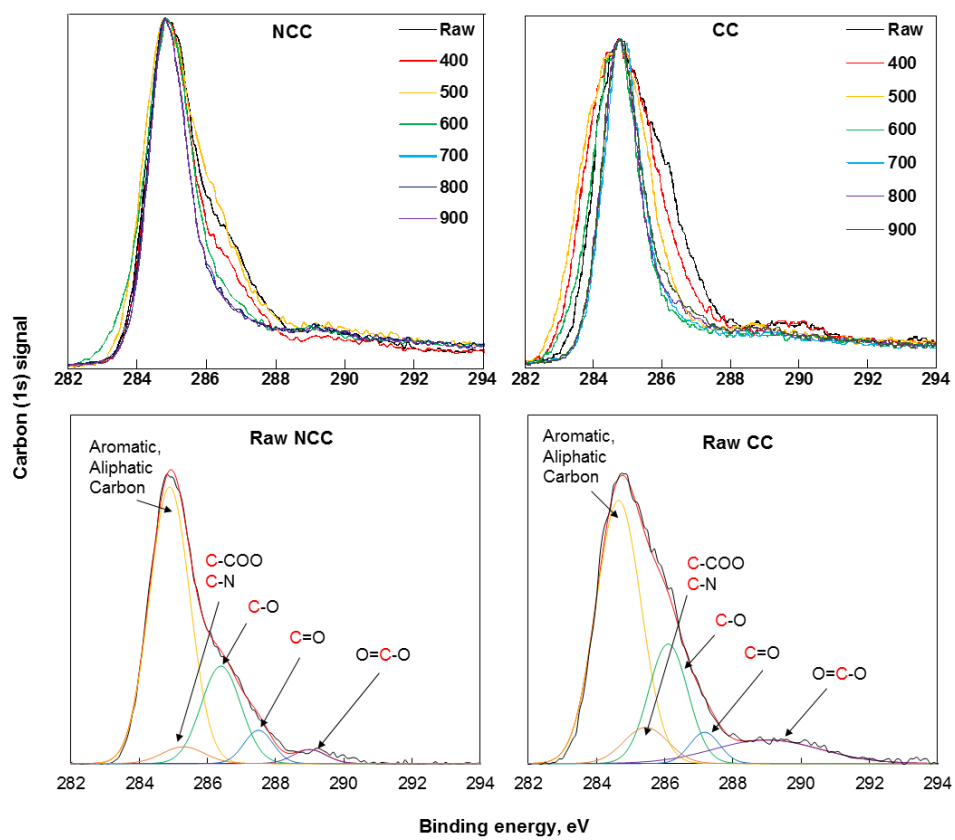 NCC
Raw
400
500
600
700
800
900
282 284 286 288 290 292 294
CC
Raw
400
500
600
700
800
900
282 284 286 288 290 292 294
Carbon (1s) signal
Raw NCC
Aromatic,
Aliphatic
Carbon
C-COO
C-N
C-O
C=O
O=C-O
282 284 286 288 290 292 294
Raw CC
Aromatic,
Aliphatic
Carbon
C-COO
C-N
C-O
C=O
O=C-O
282 284 286 288 290 292 294
Binding energy, eV